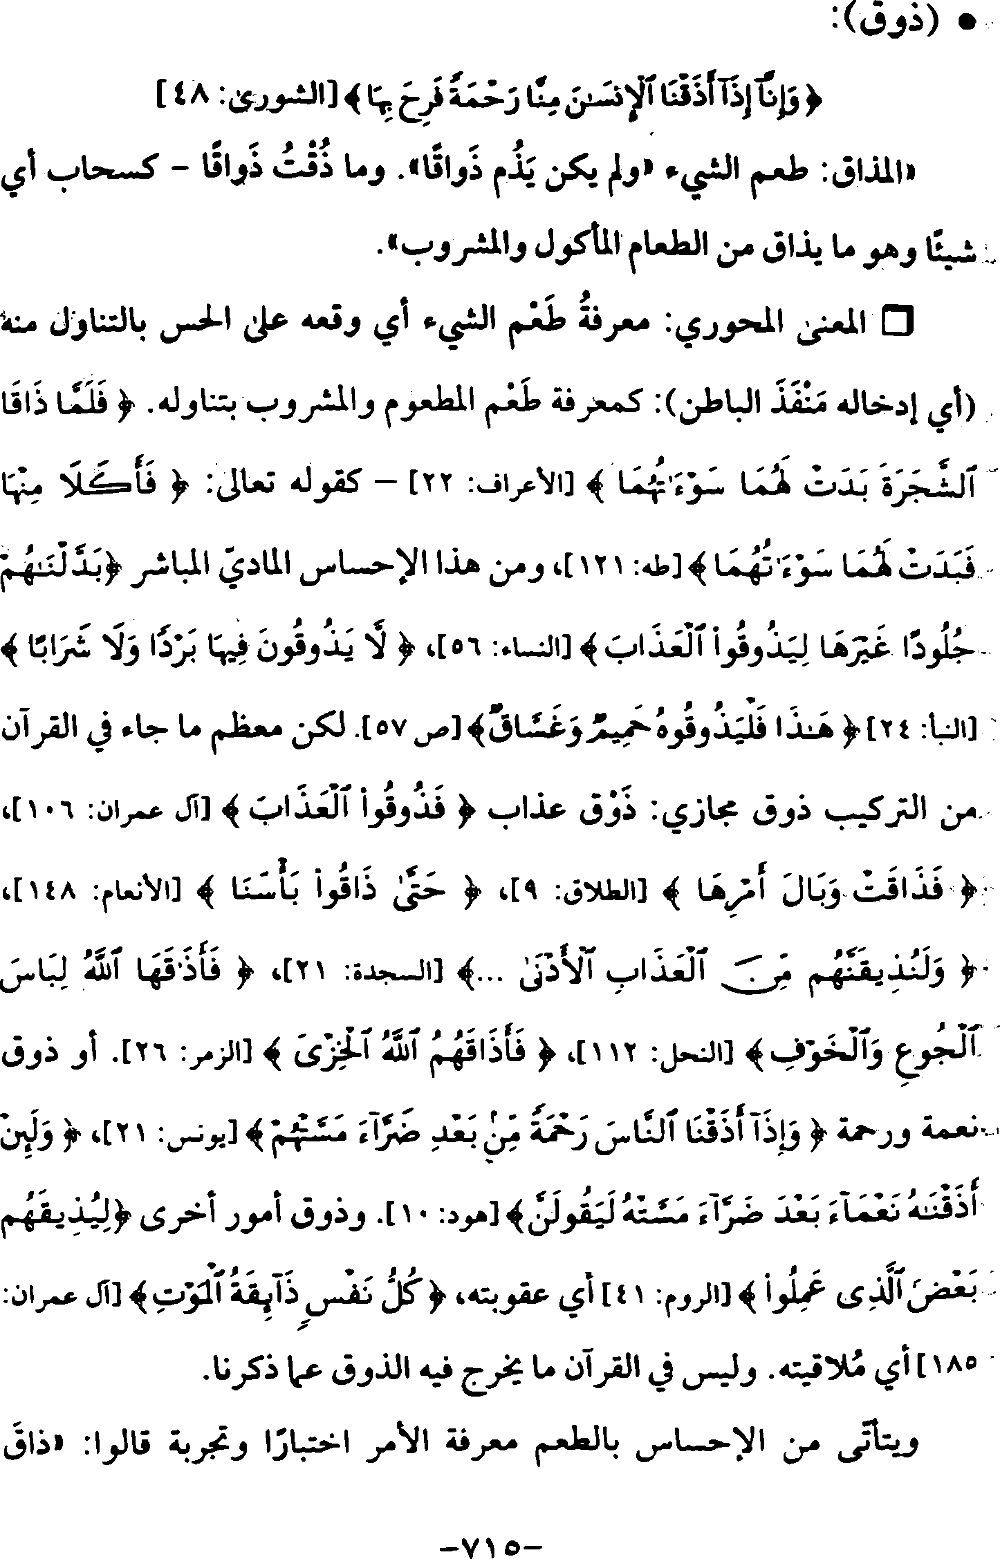 • (ذوق):
﴿ وَإِنَّآ إِذَآ أَذَقْنَا ٱلْإِنسَٰنَ مِنَّا رَحْمَةً فَرِحَ بِهَا ﴾ [الشورى: ٤٨]
«المذاق: طعم الشيء «ولم يكن يَذُم ذَواقًا». وما ذُقْتُ ذَواقًا – كسحاب أي
شيئًا وهو ما يذاق من الطعام المأكول والمشروب».
□ المعنى المحوري: معرفةُ طَعْم الشيء أي وقعه على الحس بالتناول منه
(أي إدخاله مَنْفَذَ الباطن): كمعرفة طَعْم المطعوم والمشروب بتناوله. ﴿ فَلَمَّا ذَاقَا
ٱلشَّجَرَةَ بَدَتْ لَهُمَا سَوْءَٰتُهُمَا ﴾ [الأعراف: ٢٢] – كقوله تعالى: ﴿ فَأَكَلَا مِنْهَا
فَبَدَتْ لَهُمَا سَوْءَٰتُهُمَا ﴾ [طه: ١٢١]، ومن هذا الإحساس الماديّ المباشر ﴿بَدَّلْنَٰهُمْ
جُلُودًا غَيْرَهَا لِيَذُوقُوا۟ ٱلْعَذَابَ ﴾ [النساء: ٥٦]، ﴿ لَّا يَذُوقُونَ فِيهَا بَرْدًا وَلَا شَرَابًا ﴾
[النبأ: ٢٤] ﴿ هَٰذَا فَلْيَذُوقُوهُ حَمِيمٌ وَغَسَّاقٌ ﴾ [ص ٥٧]. لكن معظم ما جاء في القرآن
من التركيب ذوق مجازي: ذَوْق عذاب ﴿ فَذُوقُوا۟ ٱلْعَذَابَ ﴾ [آل عمران: ١٠٦]،
﴿ فَذَاقَتْ وَبَالَ أَمْرِهَا ﴾ [الطلاق: ٩]، ﴿ حَتَّىٰ ذَاقُوا۟ بَأْسَنَا ﴾ [الأنعام: ١٤٨]،
﴿ وَلَنُذِيقَنَّهُم مِّنَ ٱلْعَذَابِ ٱلْأَدْنَىٰ ...﴾ [السجدة: ٢١]، ﴿ فَأَذَٰقَهَا ٱللَّهُ لِبَاسَ
ٱلْجُوعِ وَٱلْخَوْفِ ﴾ [النحل: ١١٢]، ﴿ فَأَذَاقَهُمُ ٱللَّهُ ٱلْخِزْىَ ﴾ [الزمر: ٢٦]. أو ذوق
نعمة ورحمة ﴿ وَإِذَآ أَذَقْنَا ٱلنَّاسَ رَحْمَةً مِّنۢ بَعْدِ ضَرَّآءَ مَسَّتْهُمْ ﴾ [يونس: ٢١]، ﴿ وَلَئِنْ
أَذَقْنَٰهُ نَعْمَآءَ بَعْدَ ضَرَّآءَ مَسَّتْهُ لَيَقُولَنَّ ﴾ [هود: ١٠]. وذوق أمور أخرى ﴿لِيُذِيقَهُم
بَعْضَ ٱلَّذِى عَمِلُوا۟ ﴾ [الروم: ٤١] أي عقوبته، ﴿ كُلُّ نَفْسٍ ذَآئِقَةُ ٱلْمَوْتِ ﴾ [آل عمران:
١٨٥] أي مُلاقيته. وليس في القرآن ما يخرج فيه الذوق عما ذكرنا.
ويتأتّى من الإحساس بالطعم معرفة الأمر اختبارًا وتجربة قالوا: «ذاقَ
-٧١٥-